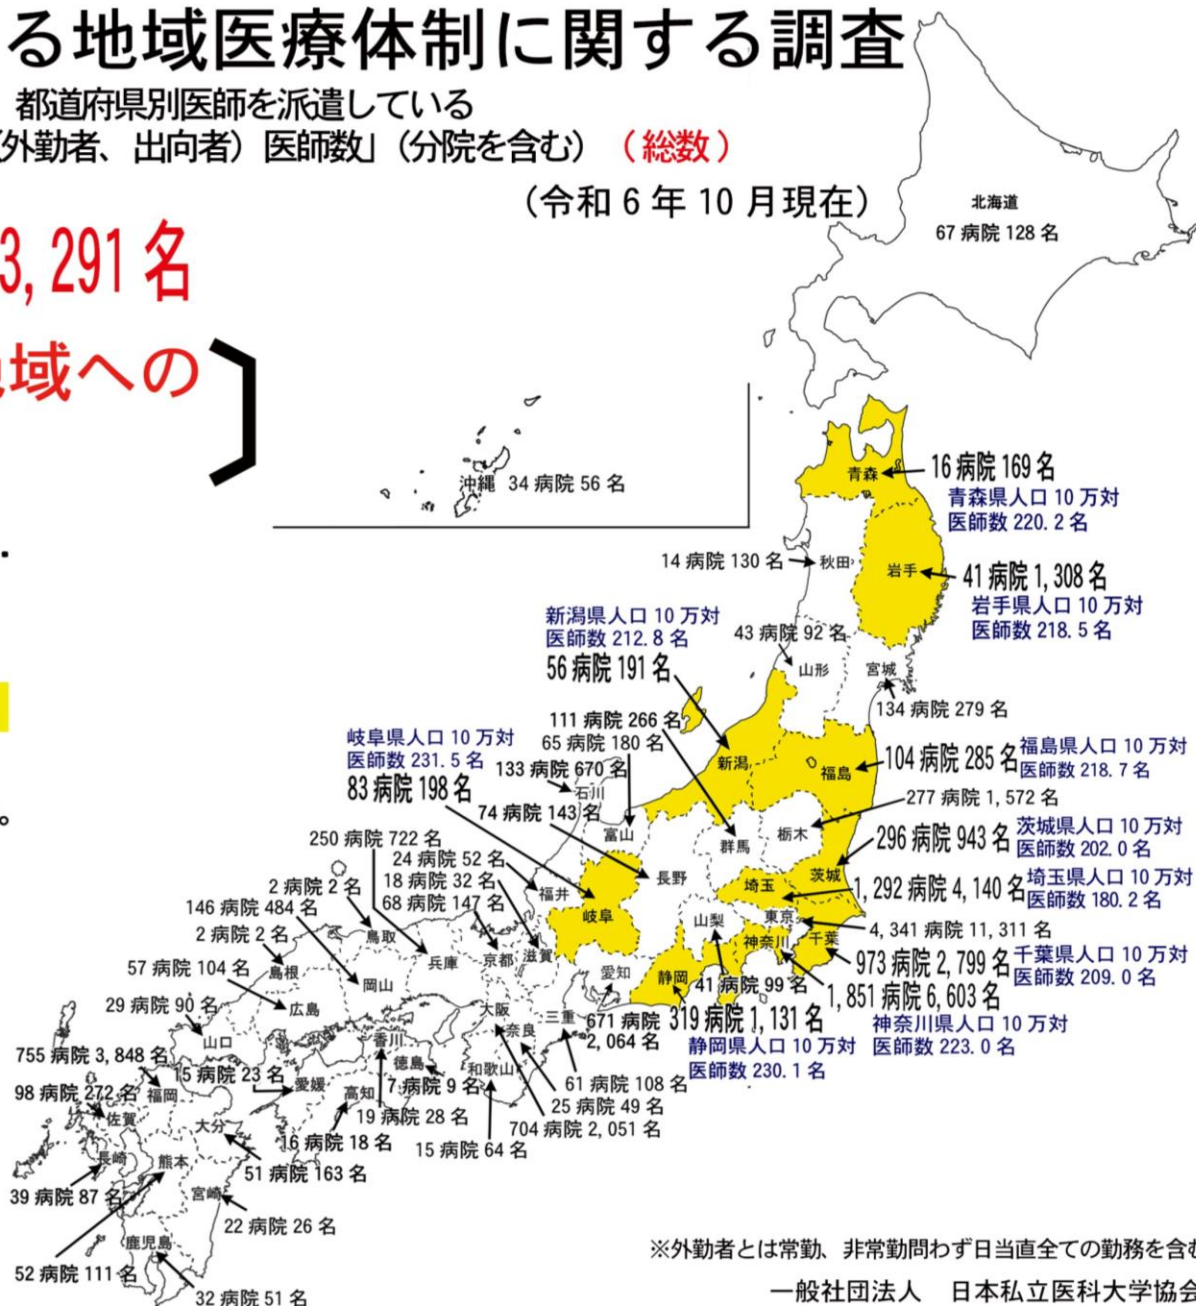 る地域医療体制に関する調査
都道府県別医師を派遣している
(外勤者、出向者) 医師数」(分院を含む) (総数)
(令和 6 年 10 月現在)
3, 291 名
域への
北海道
67 病院 128 名
沖縄 34 病院 56 名
青森
16 病院 169 名
青森県人口 10 万対
医師数 220. 2 名
14 病院 130 名
秋田
岩手
41 病院 1, 308 名
岩手県人口 10 万対
医師数 218. 5 名
新潟県人口 10 万対
医師数 212. 8 名
56 病院 191 名
43 病院 92 名
山形
宮城
134 病院 279 名
111 病院 266 名
65 病院 180 名
岐阜県人口 10 万対
医師数 231. 5 名
83 病院 198 名
133 病院 670 名
石川
74 病院 143 名
新潟
福島
104 病院 285 名
福島県人口 10 万対
医師数 218. 7 名
277 病院 1, 572 名
富山
群馬
栃木
296 病院 943 名
茨城県人口 10 万対
医師数 202. 0 名
250 病院 722 名
24 病院 52 名
18 病院 32 名
68 病院 147 名
福井
長野
埼玉
茨城
1, 292 病院 4, 140 名
埼玉県人口 10 万対
医師数 180. 2 名
2 病院 2 名
146 病院 484 名
2 病院 2 名
鳥取
岐阜
山梨
東京
4, 341 病院 11, 311 名
島根
兵庫
京都
滋賀
神奈川
千葉
973 病院 2, 799 名
千葉県人口 10 万対
医師数 209. 0 名
57 病院 104 名
岡山
愛知
静岡
41 病院 99 名
1, 851 病院 6, 603 名
神奈川県人口 10 万対
医師数 223. 0 名
29 病院 90 名
広島
大阪
奈良
三重
671 病院
2, 064 名
319 病院 1, 131 名
静岡県人口 10 万対
医師数 230. 1 名
山口
香川
徳島
和歌山
755 病院 3, 848 名
15 病院 23 名
愛媛
高知
7 病院 9 名
61 病院 108 名
98 病院 272 名
福岡
佐賀
19 病院 28 名
25 病院 49 名
大分
16 病院 18 名
15 病院 64 名
704 病院 2, 051 名
長崎
熊本
51 病院 163 名
39 病院 87 名
宮崎
22 病院 26 名
鹿児島
52 病院 111 名
32 病院 51 名
※外勤者とは常勤、非常勤問わず日当直全ての勤務を含む
一般社団法人 日本私立医科大学協会